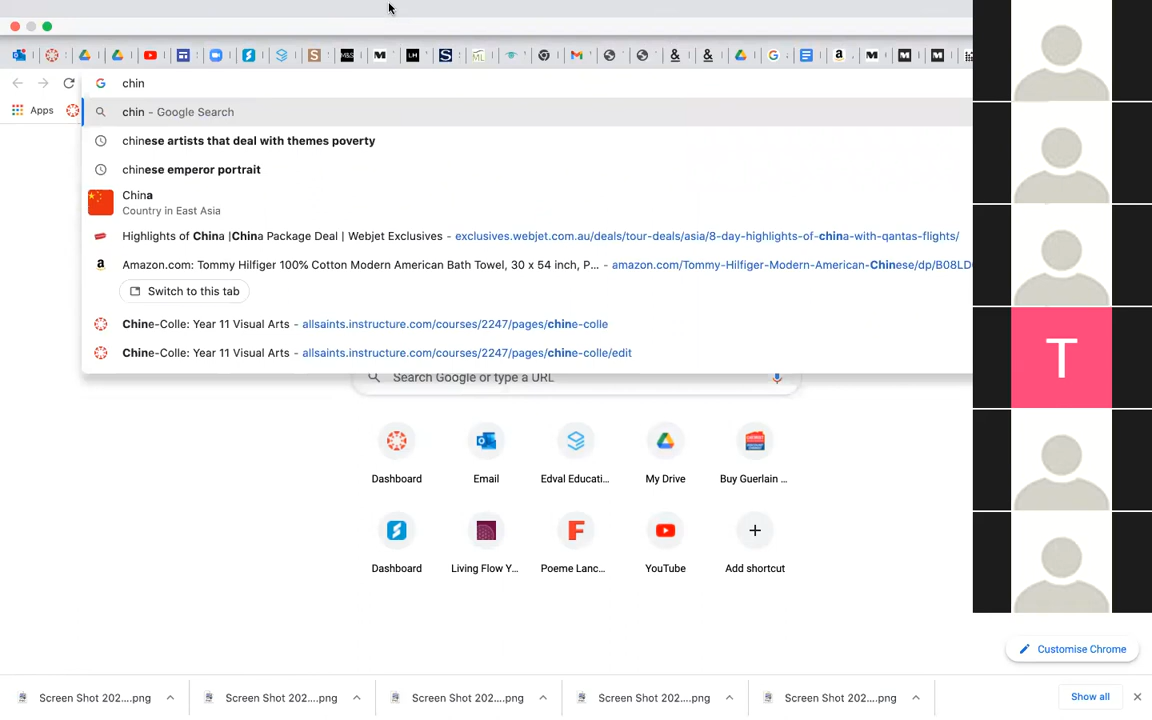 M&S
LM
S
ML
&
&
a
chin
Apps
chin - Google Search
chinese artists that deal with themes poverty
chinese emperor portrait
China
Country in East Asia
Highlights of China |China Package Deal | Webjet Exclusives - exclusives.webjet.com.au/deals/tour-deals/asia/8-day-highlights-of-china-with-qantas-flights/
a Amazon.com: Tommy Hilfiger 100% Cotton Modern American Bath Towel, 30 x 54 inch, P... - amazon.com/Tommy-Hilfiger-Modern-American-Chinese/dp/B08LD
Switch to this tab
Chine-Colle: Year 11 Visual Arts - allsaints.instructure.com/courses/2247/pages/chine-colle
Chine-Colle: Year 11 Visual Arts - allsaints.instructure.com/courses/2247/pages/chine-colle/edit
T
Search Google or type a URL
Dashboard Email Edval Educati... My Drive Buy Guerlain ...
Dashboard Living Flow Y... Poeme Lanc... YouTube Add shortcut
Customise Chrome
Screen Shot 202....png Screen Shot 202....png Screen Shot 202....png Screen Shot 202....png Screen Shot 202....png Show all